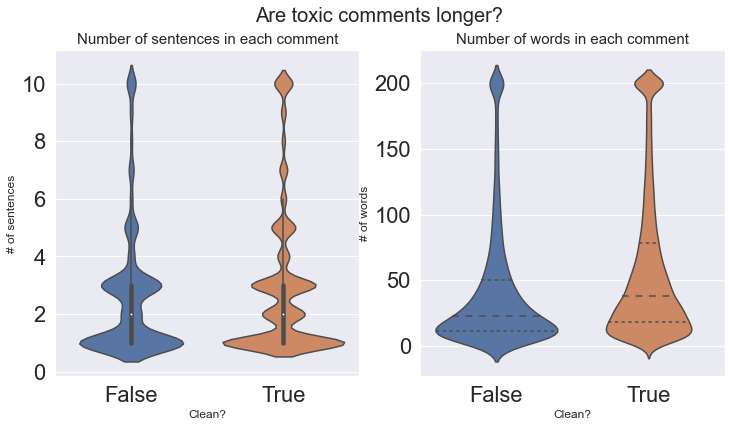 Are toxic comments longer?
Number of sentences in each comment
# of sentences
10
8
6
4
2
0
False
True
Clean?
Number of words in each comment
# of words
200
150
100
50
0
False
True
Clean?